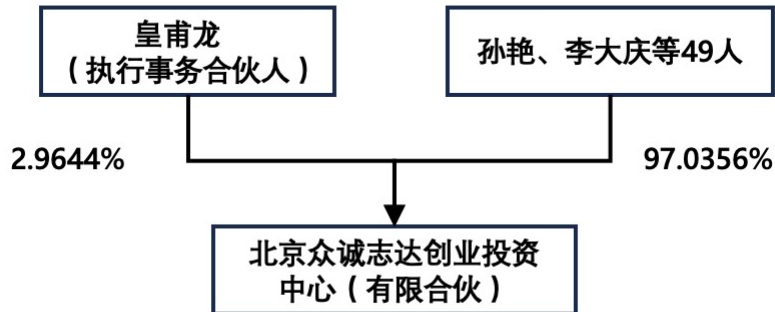 皇甫龙
（执行事务合伙人）
孙艳、李大庆等49人
2.9644%
97.0356%
北京众诚志达创业投资
中心（有限合伙）